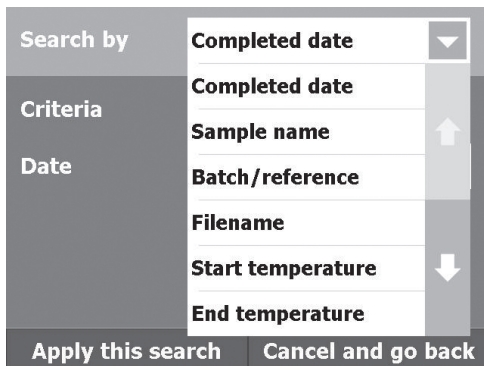 Search by Completed date
Completed date
Criteria
Sample name
Date
Batch/reference
Filename
Start temperature
End temperature
Apply this search Cancel and go back